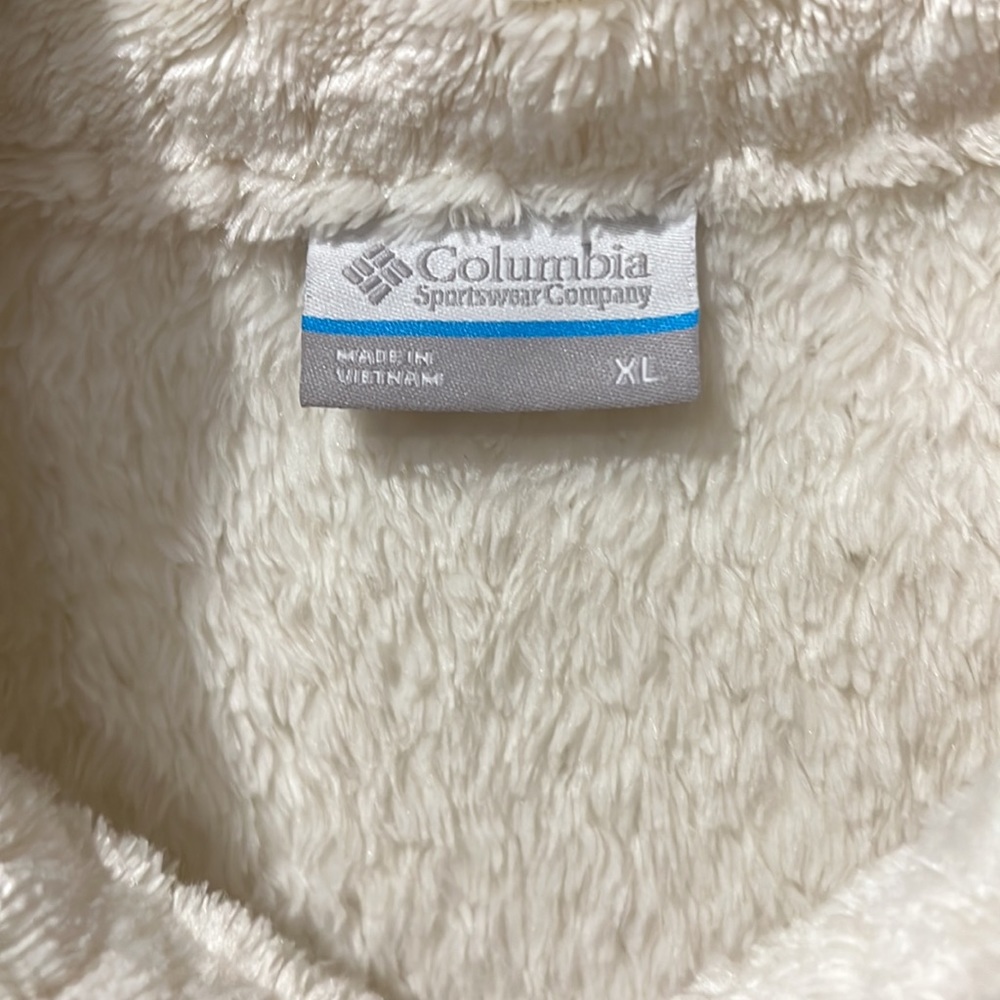 Columbia
Sportswear Company
MADE IN
VIETNAM
XL